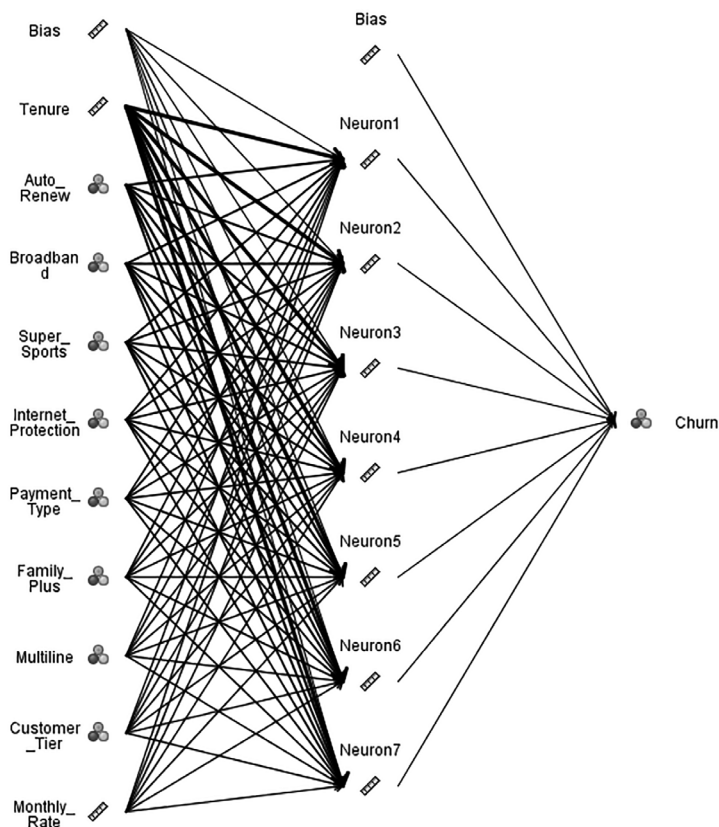 Bias
Tenure
Auto_
Renew
Broadban
d
Super_
Sports
Internet_
Protection
Payment_
Type
Family_
Plus
Multiline
Customer
_Tier
Monthly_
Rate
Bias
Neuron1
Neuron2
Neuron3
Neuron4
Neuron5
Neuron6
Neuron7
Churn